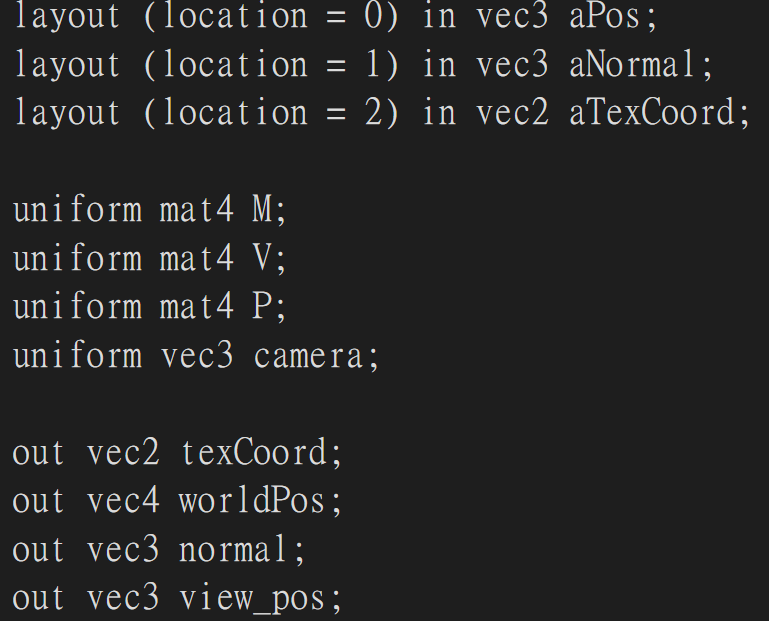 layout (location = 0) in vec3 aPos;
layout (location = 1) in vec3 aNormal;
layout (location = 2) in vec2 aTexCoord;
uniform mat4 M;
uniform mat4 V;
uniform mat4 P;
uniform vec3 camera;
out vec2 texCoord;
out vec4 worldPos;
out vec3 normal;
out vec3 view_pos;